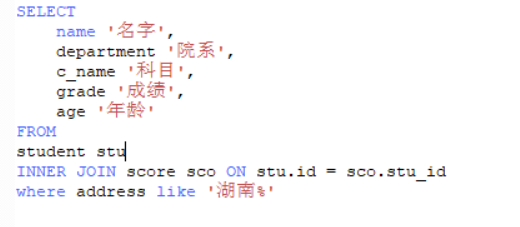 SELECT
name '名字',
department '院系',
c_name '科目',
grade '成绩',
age '年龄'
FROM
student stu
INNER JOIN score sco ON stu.id = sco.stu_id
where address like '湖南%'